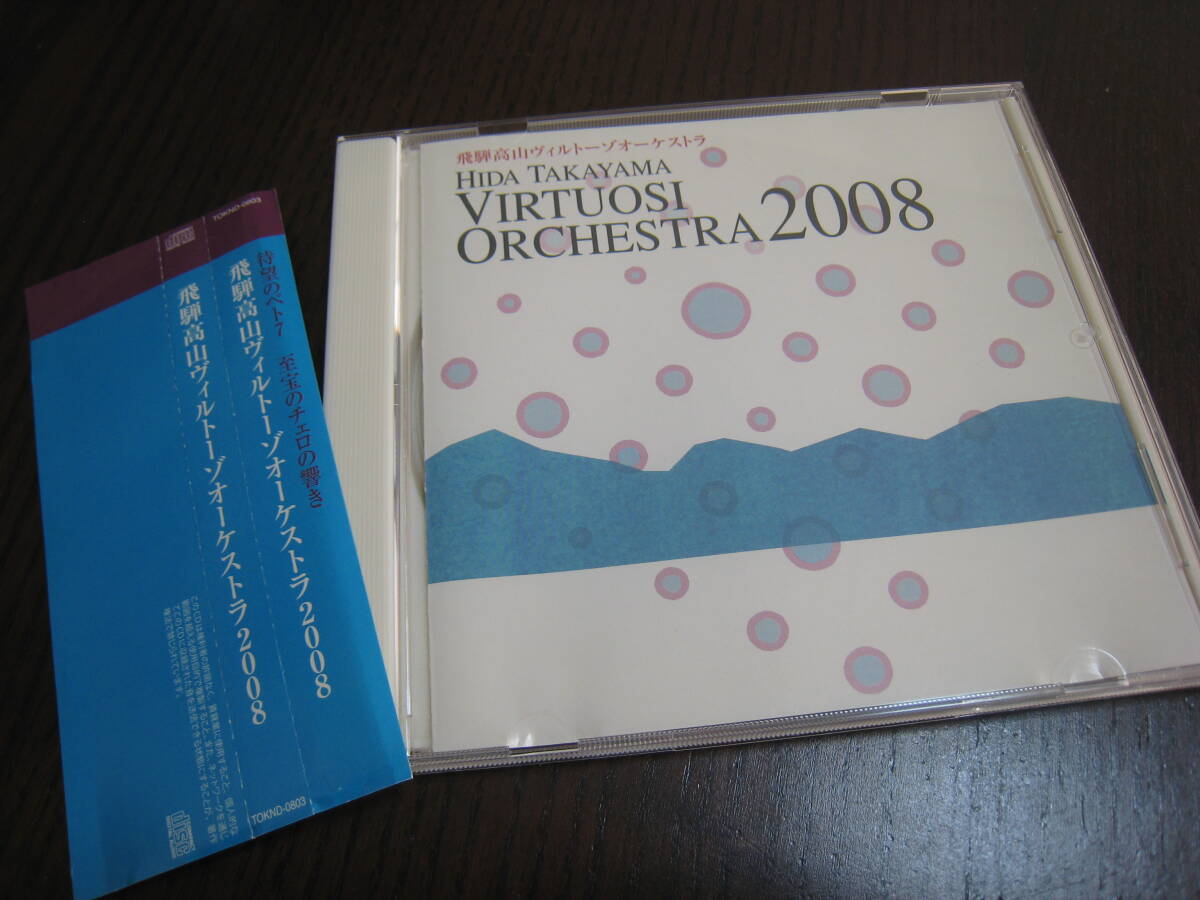 飛騨高山ヴィルトーゾオーケストラ
HIDA TAKAYAMA
VIRTUOSI
ORCHESTRA 2008
TOKND-0803
待望のベト7 至宝のチェロの響き
飛騨高山ヴィルトーゾオーケストラ2008
飛騨高山ヴィルトーゾオーケストラ2008
TOKND-0803
disc